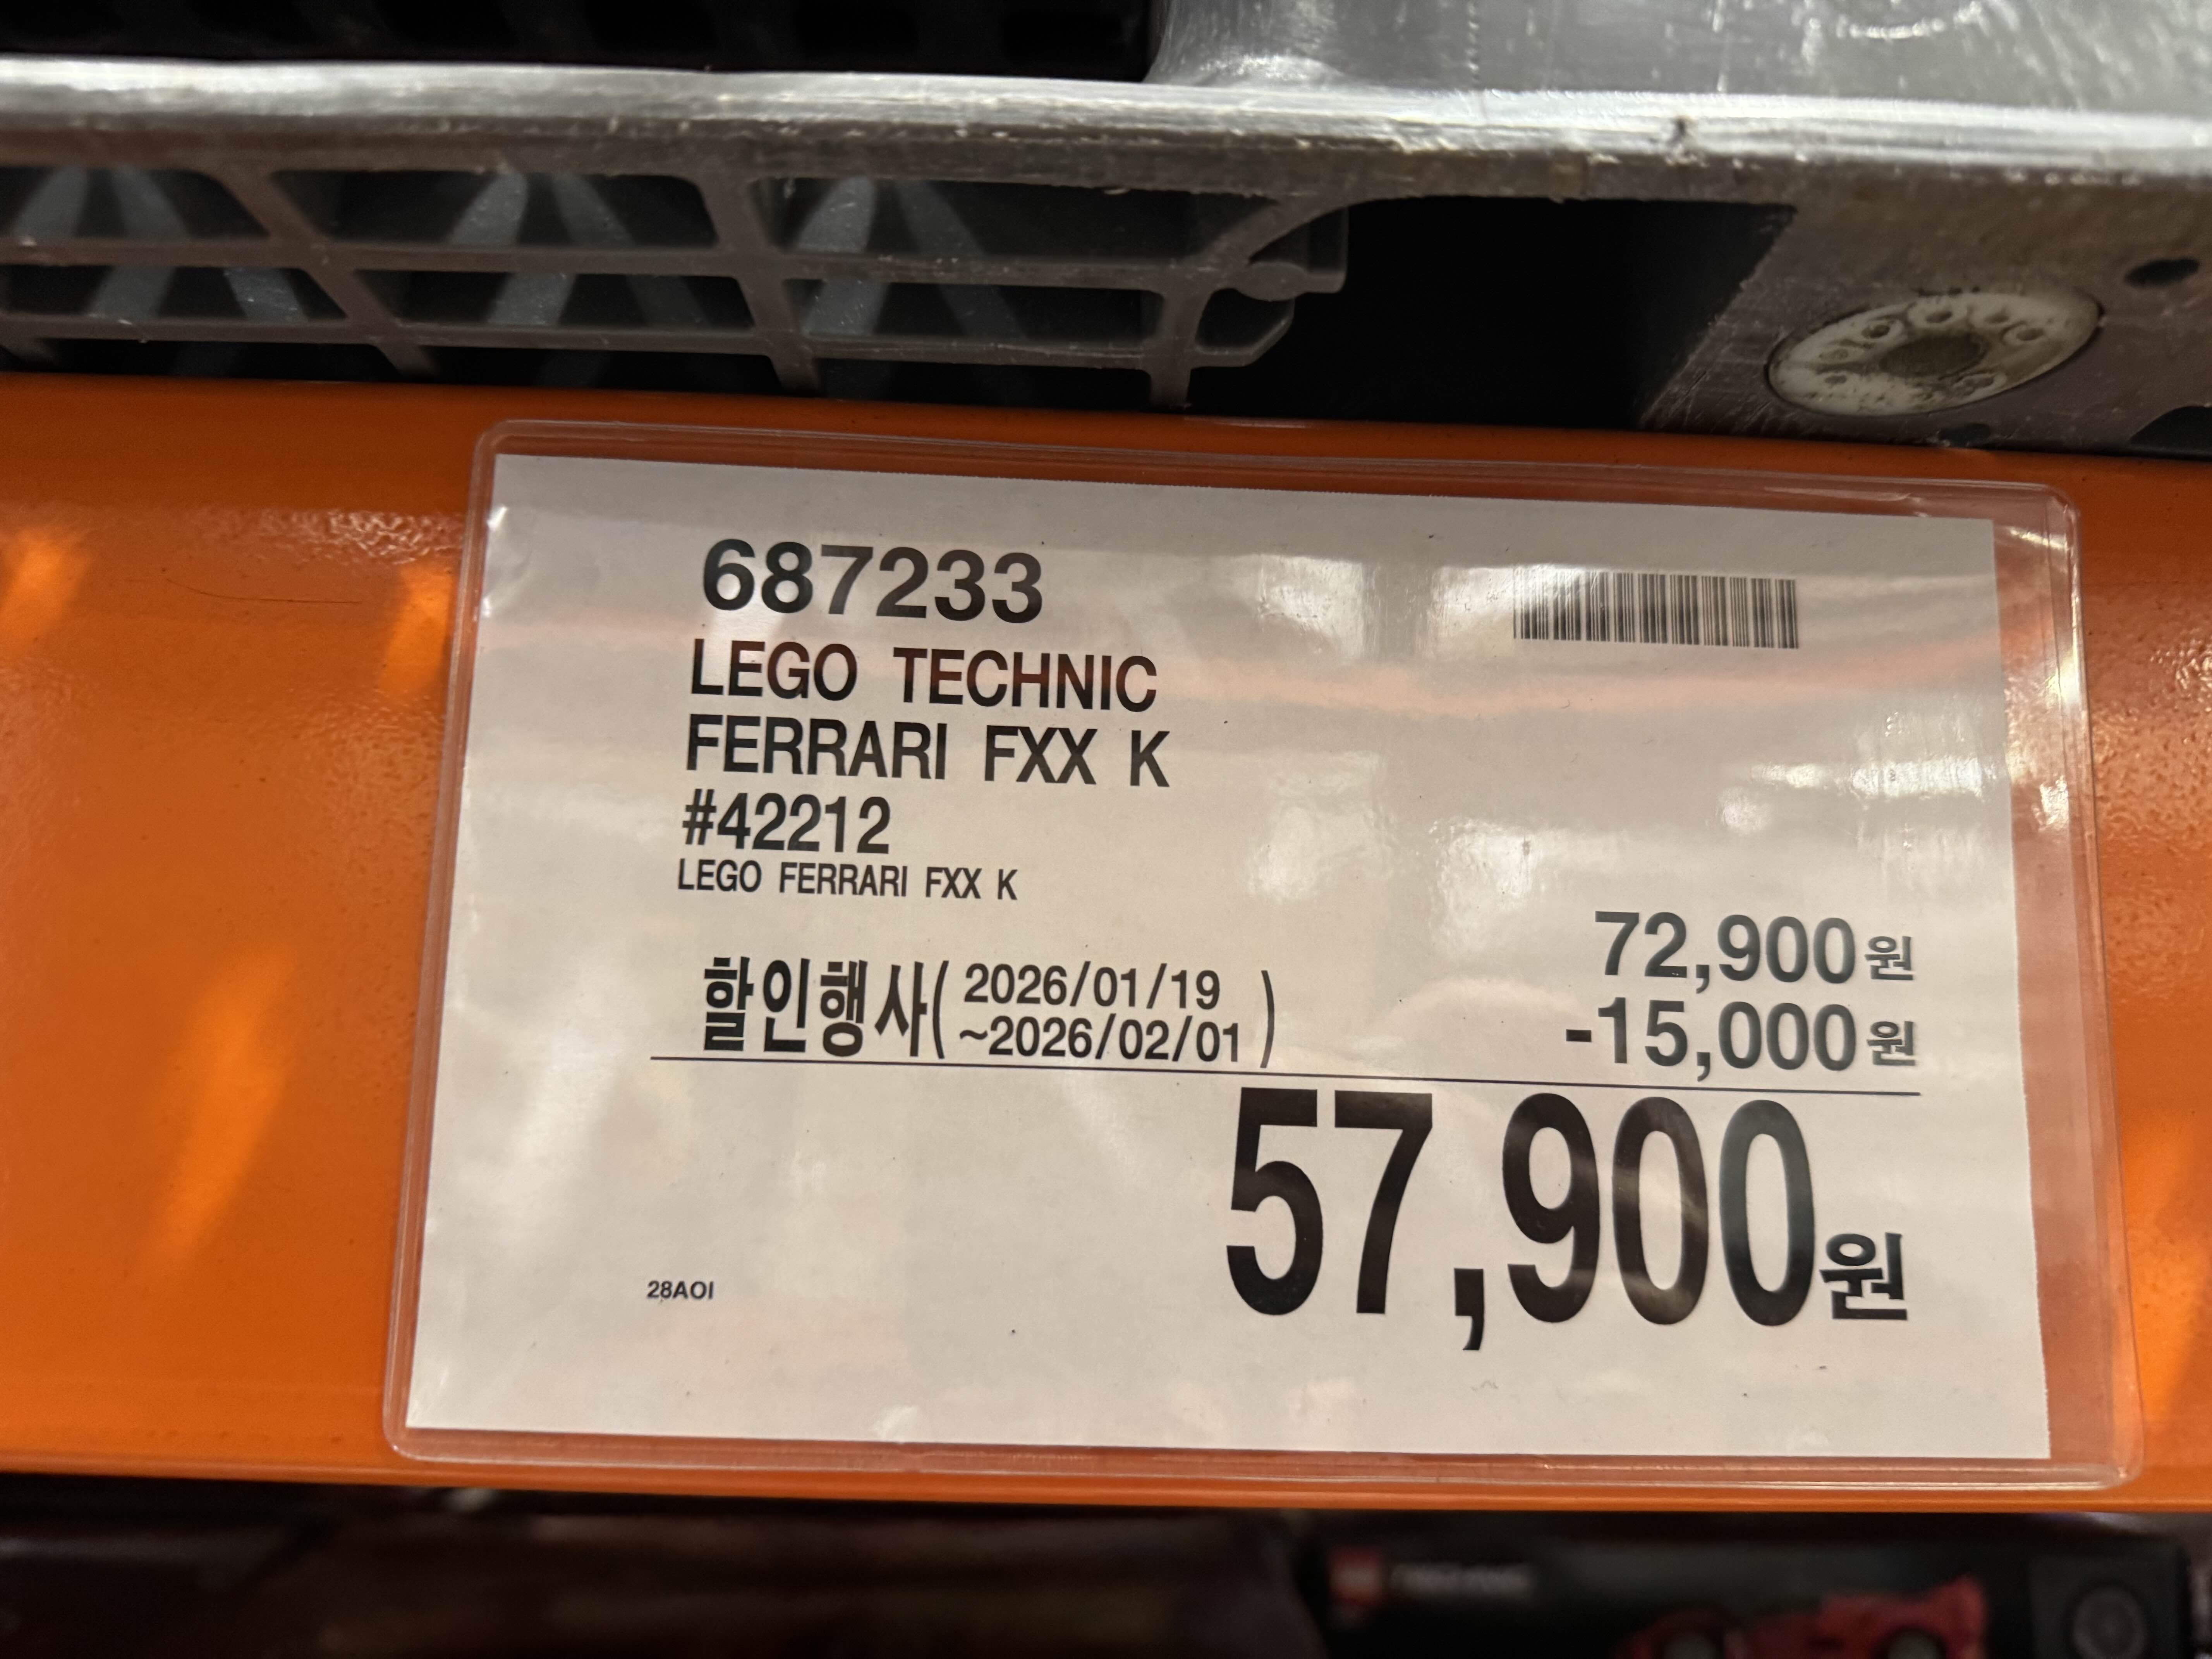 687233
LEGO TECHNIC
FERRARI FXX K
#42212
LEGO FERRARI FXX K
72,900원
할인행사( 2026/01/19
~2026/02/01 )
-15,000원
57,900원
28AOI